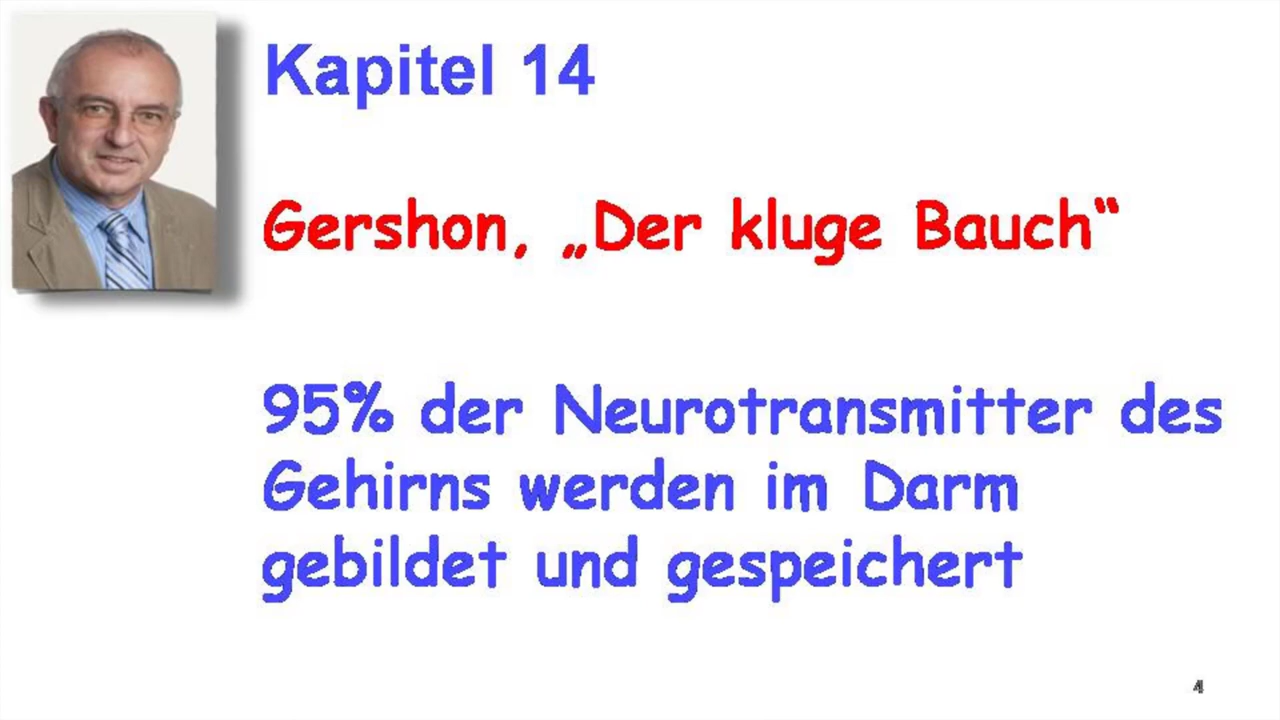 Kapitel 14
Gershon, „Der kluge Bauch“
95% der Neurotransmitter des
Gehirns werden im Darm
gebildet und gespeichert
4